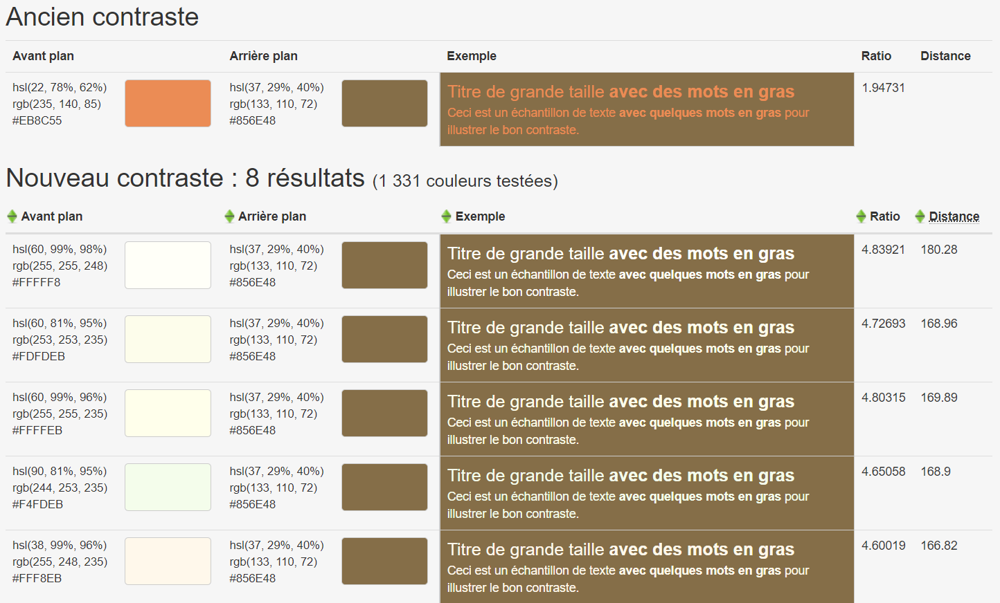 Ancien contraste
Avant plan Arrière plan Exemple Ratio Distance
hsl(22, 78%, 62%) hsl(37, 29%, 40%) Titre de grande taille avec des mots en gras 1.94731
rgb(235, 140, 85) rgb(133, 110, 72) Ceci est un échantillon de texte avec quelques mots en gras pour
#EB8C55 #856E48 illustrer le bon contraste.
Nouveau contraste : 8 résultats (1 331 couleurs testées)
Avant plan Arrière plan Exemple Ratio Distance
hsl(60, 99%, 98%) hsl(37, 29%, 40%) Titre de grande taille avec des mots en gras 4.83921 180.28
rgb(255, 255, 248) rgb(133, 110, 72) Ceci est un échantillon de texte avec quelques mots en gras pour
#FFFFF8 #856E48 illustrer le bon contraste.
hsl(60, 81%, 95%) hsl(37, 29%, 40%) Titre de grande taille avec des mots en gras 4.72693 168.96
rgb(253, 253, 235) rgb(133, 110, 72) Ceci est un échantillon de texte avec quelques mots en gras pour
#FDFDEB #856E48 illustrer le bon contraste.
hsl(60, 99%, 96%) hsl(37, 29%, 40%) Titre de grande taille avec des mots en gras 4.80315 169.89
rgb(255, 255, 235) rgb(133, 110, 72) Ceci est un échantillon de texte avec quelques mots en gras pour
#FFFFEB #856E48 illustrer le bon contraste.
hsl(90, 81%, 95%) hsl(37, 29%, 40%) Titre de grande taille avec des mots en gras 4.65058 168.9
rgb(244, 253, 235) rgb(133, 110, 72) Ceci est un échantillon de texte avec quelques mots en gras pour
#F4FDEB #856E48 illustrer le bon contraste.
hsl(38, 99%, 96%) hsl(37, 29%, 40%) Titre de grande taille avec des mots en gras 4.60019 166.82
rgb(255, 248, 235) rgb(133, 110, 72) Ceci est un échantillon de texte avec quelques mots en gras pour
#FFF8EB #856E48 illustrer le bon contraste.